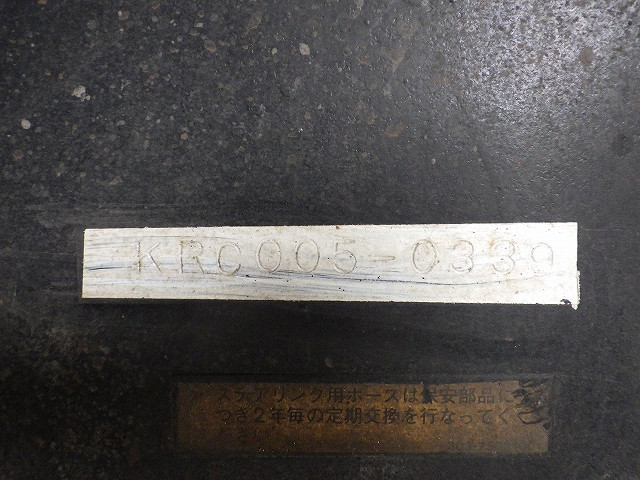 KRC005-0339
ステアリング用ホースは保安部品に
つき2年毎の定期交換を行なってく